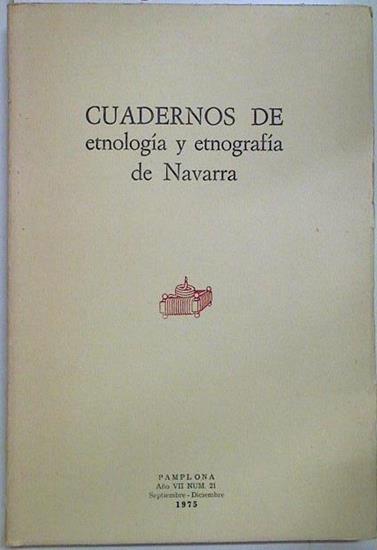 CUADERNOS DE
etnología y etnografía
de Navarra
PAMPLONA
Año VII NUM. 21
Septiembre - Diciembre
1975